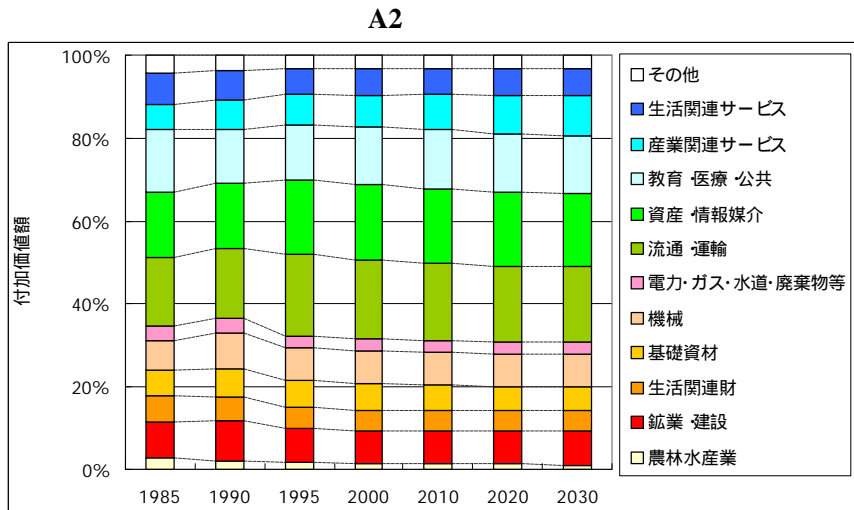 A2
100%
80%
60%
40%
20%
0%
付加価値額
1985 1990 1995 2000 2010 2020 2030
その他
生活関連サービス
産業関連サービス
教育・医療・公共
資産・情報媒介
流通・運輸
電力・ガス・水道・廃棄物等
機械
基礎資材
生活関連財
鉱業・建設
農林水産業